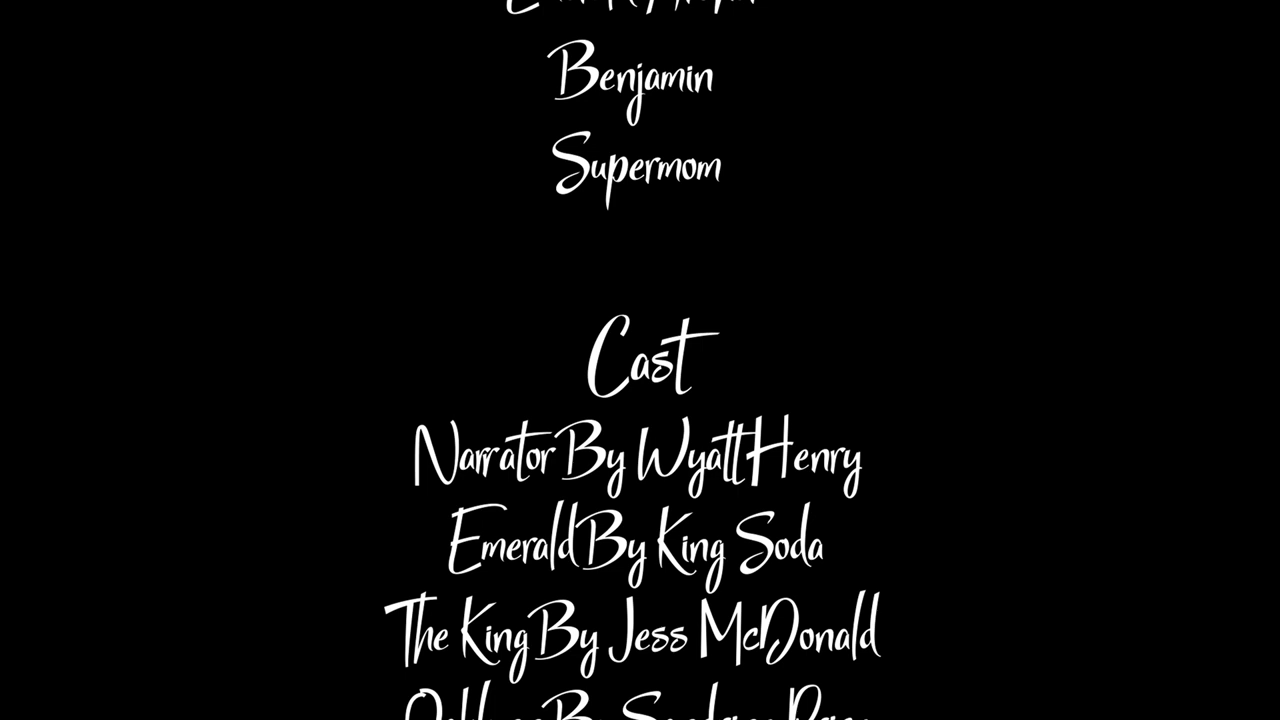 Benjamin
Supermom
Cast
Narrator By Wyatt Henry
Emerald By King Soda
The King By Jess McDonald